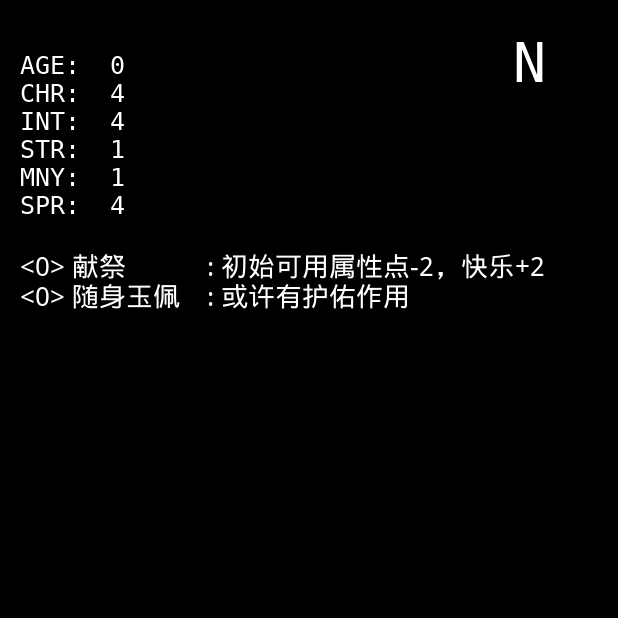 N
AGE: 0
CHR: 4
INT: 4
STR: 1
MNY: 1
SPR: 4
<O> 献祭 : 初始可用属性点-2，快乐+2
<O> 随身玉佩 : 或许有护佑作用